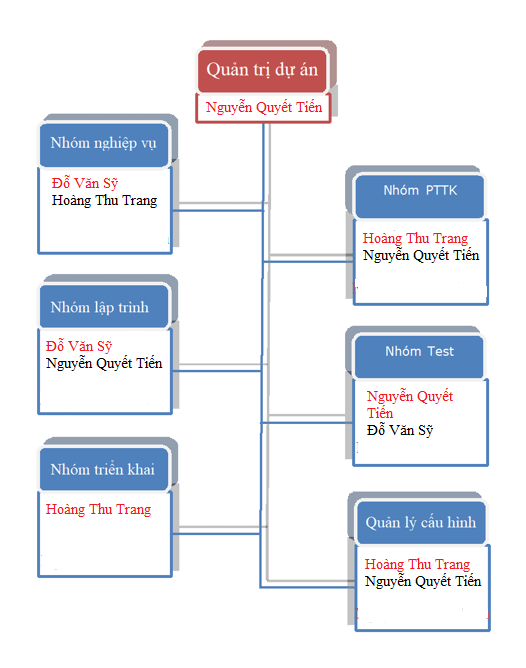 Quản trị dự án
Nguyễn Quyết Tiến
Nhóm nghiệp vụ
Đỗ Văn Sỹ
Hoàng Thu Trang
Nhóm PTTK
Hoàng Thu Trang
Nguyễn Quyết Tiến
Nhóm lập trình
Đỗ Văn Sỹ
Nguyễn Quyết Tiến
Nhóm Test
Nguyễn Quyết
Tiến
Đỗ Văn Sỹ
Nhóm triển khai
Hoàng Thu Trang
Quản lý cấu hình
Hoàng Thu Trang
Nguyễn Quyết Tiến